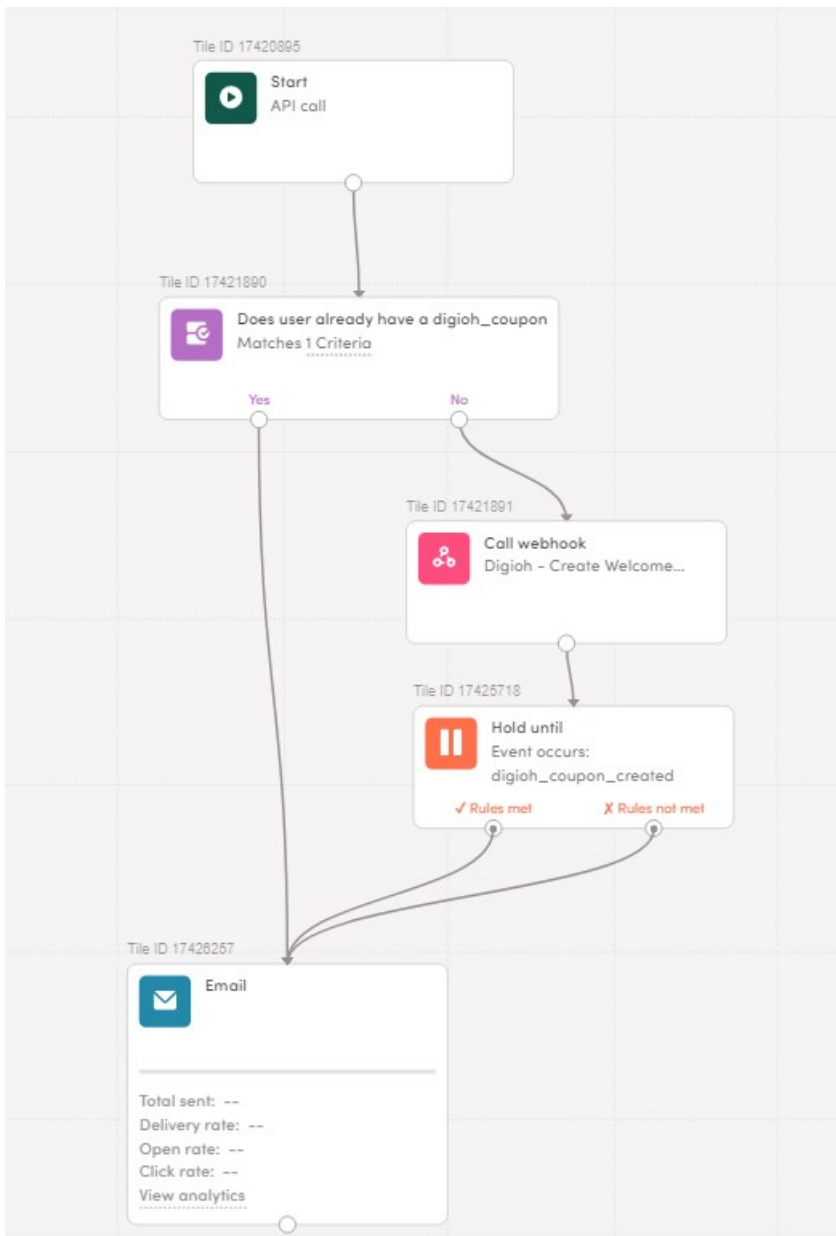 Tile ID 17420895
Start
API call
Tile ID 17421890
Does user already have a digioh_coupon
Matches 1 Criteria
Yes
No
Tile ID 17421891
Call webhook
Digioh - Create Welcome...
Tile ID 17425718
Hold until
Event occurs:
digioh_coupon_created
✓ Rules met
✗ Rules not met
Tile ID 17426257
Email
Total sent: --
Delivery rate: --
Open rate: --
Click rate: --
View analytics